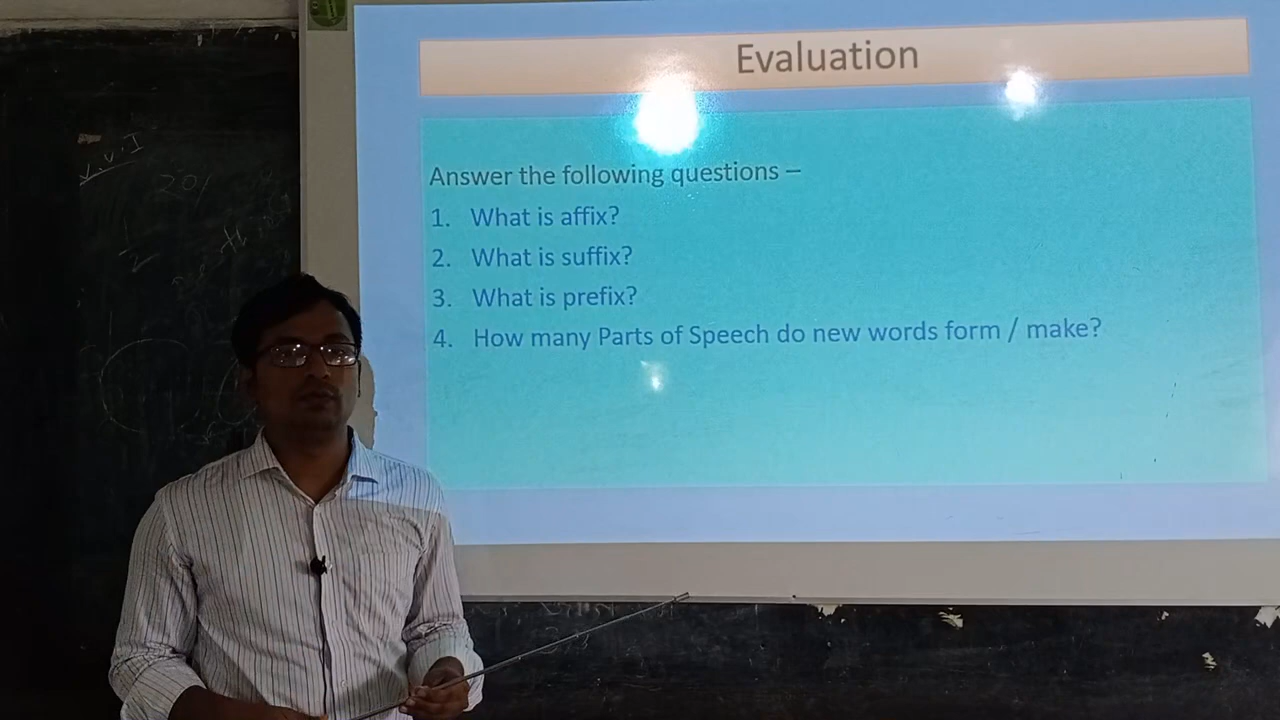 Evaluation
Answer the following questions –
1. What is affix?
2. What is suffix?
3. What is prefix?
4. How many Parts of Speech do new words form / make?
v.v.I
201